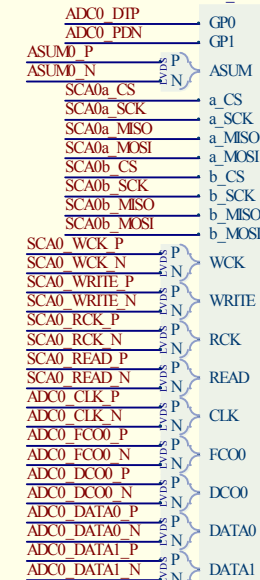 ADC0_DTP GP0
ADC0_PDN GP1
ASUM0_P P
ASUM0_N N ASUM
LVDS
SCA0a_CS a_CS
SCA0a_SCK a_SCK
SCA0a_MISO a_MISO
SCA0a_MOSI a_MOSI
SCA0b_CS b_CS
SCA0b_SCK b_SCK
SCA0b_MISO b_MISO
SCA0b_MOSI b_MOSI
SCA0_WCK_P P
SCA0_WCK_N N WCK
LVDS
SCA0_WRITE_P P
SCA0_WRITE_N N WRITE
LVDS
SCA0_RCK_P P
SCA0_RCK_N N RCK
LVDS
SCA0_READ_P P
SCA0_READ_N N READ
LVDS
ADC0_CLK_P P
ADC0_CLK_N N CLK
LVDS
ADC0_FCO0_P P
ADC0_FCO0_N N FCO0
LVDS
ADC0_DCO0_P P
ADC0_DCO0_N N DCO0
LVDS
ADC0_DATA0_P P
ADC0_DATA0_N N DATA0
LVDS
ADC0_DATA1_P P
ADC0_DATA1_N N DATA1
LVDS